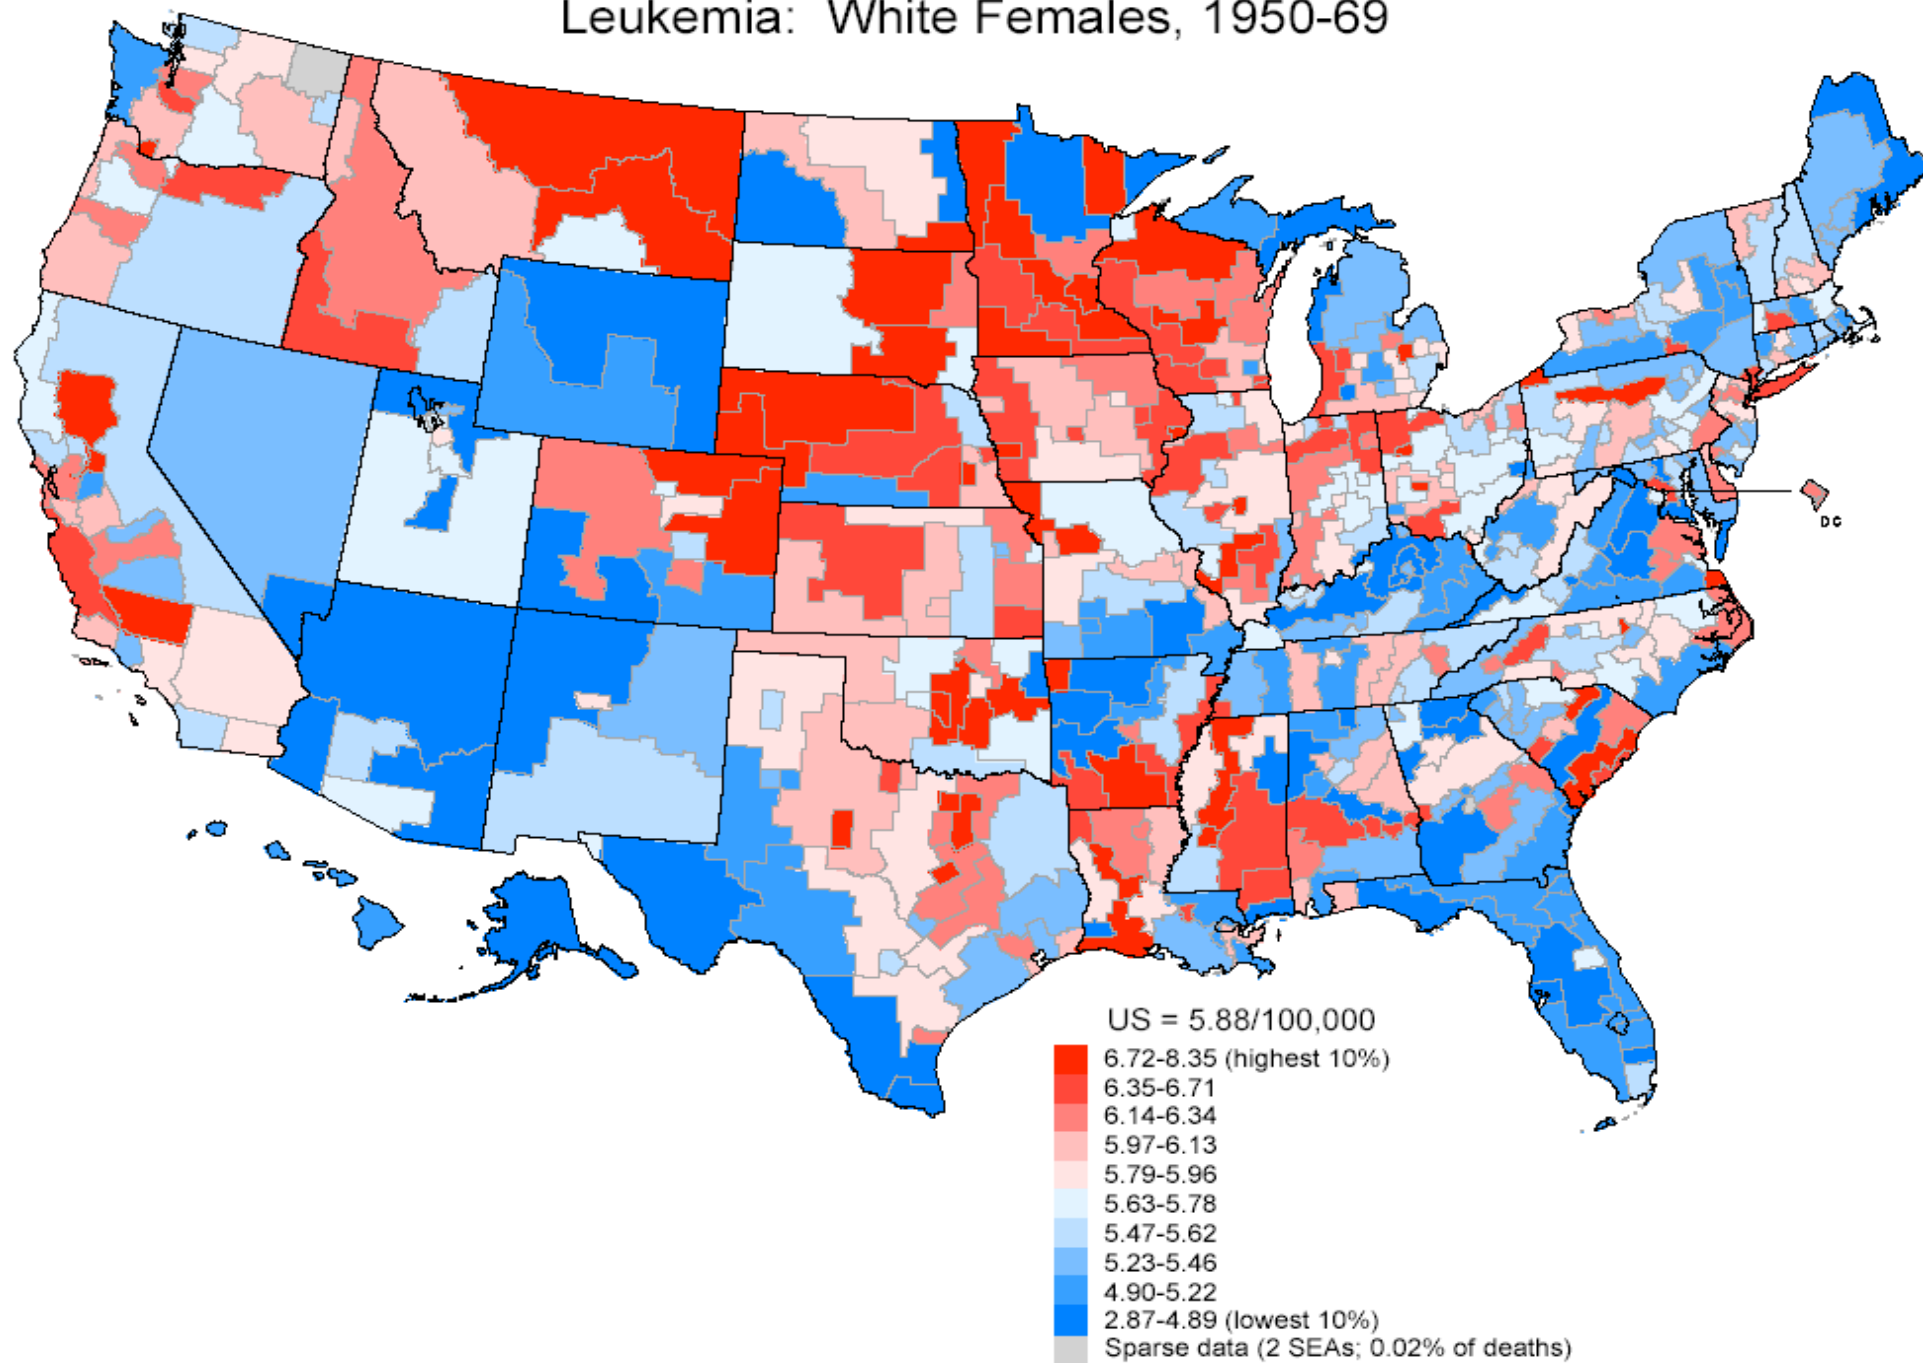 Leukemia: White Females, 1950-69
DC
US = 5.88/100,000
6.72-8.35 (highest 10%)
6.35-6.71
6.14-6.34
5.97-6.13
5.79-5.96
5.63-5.78
5.47-5.62
5.23-5.46
4.90-5.22
2.87-4.89 (lowest 10%)
Sparse data (2 SEAs; 0.02% of deaths)